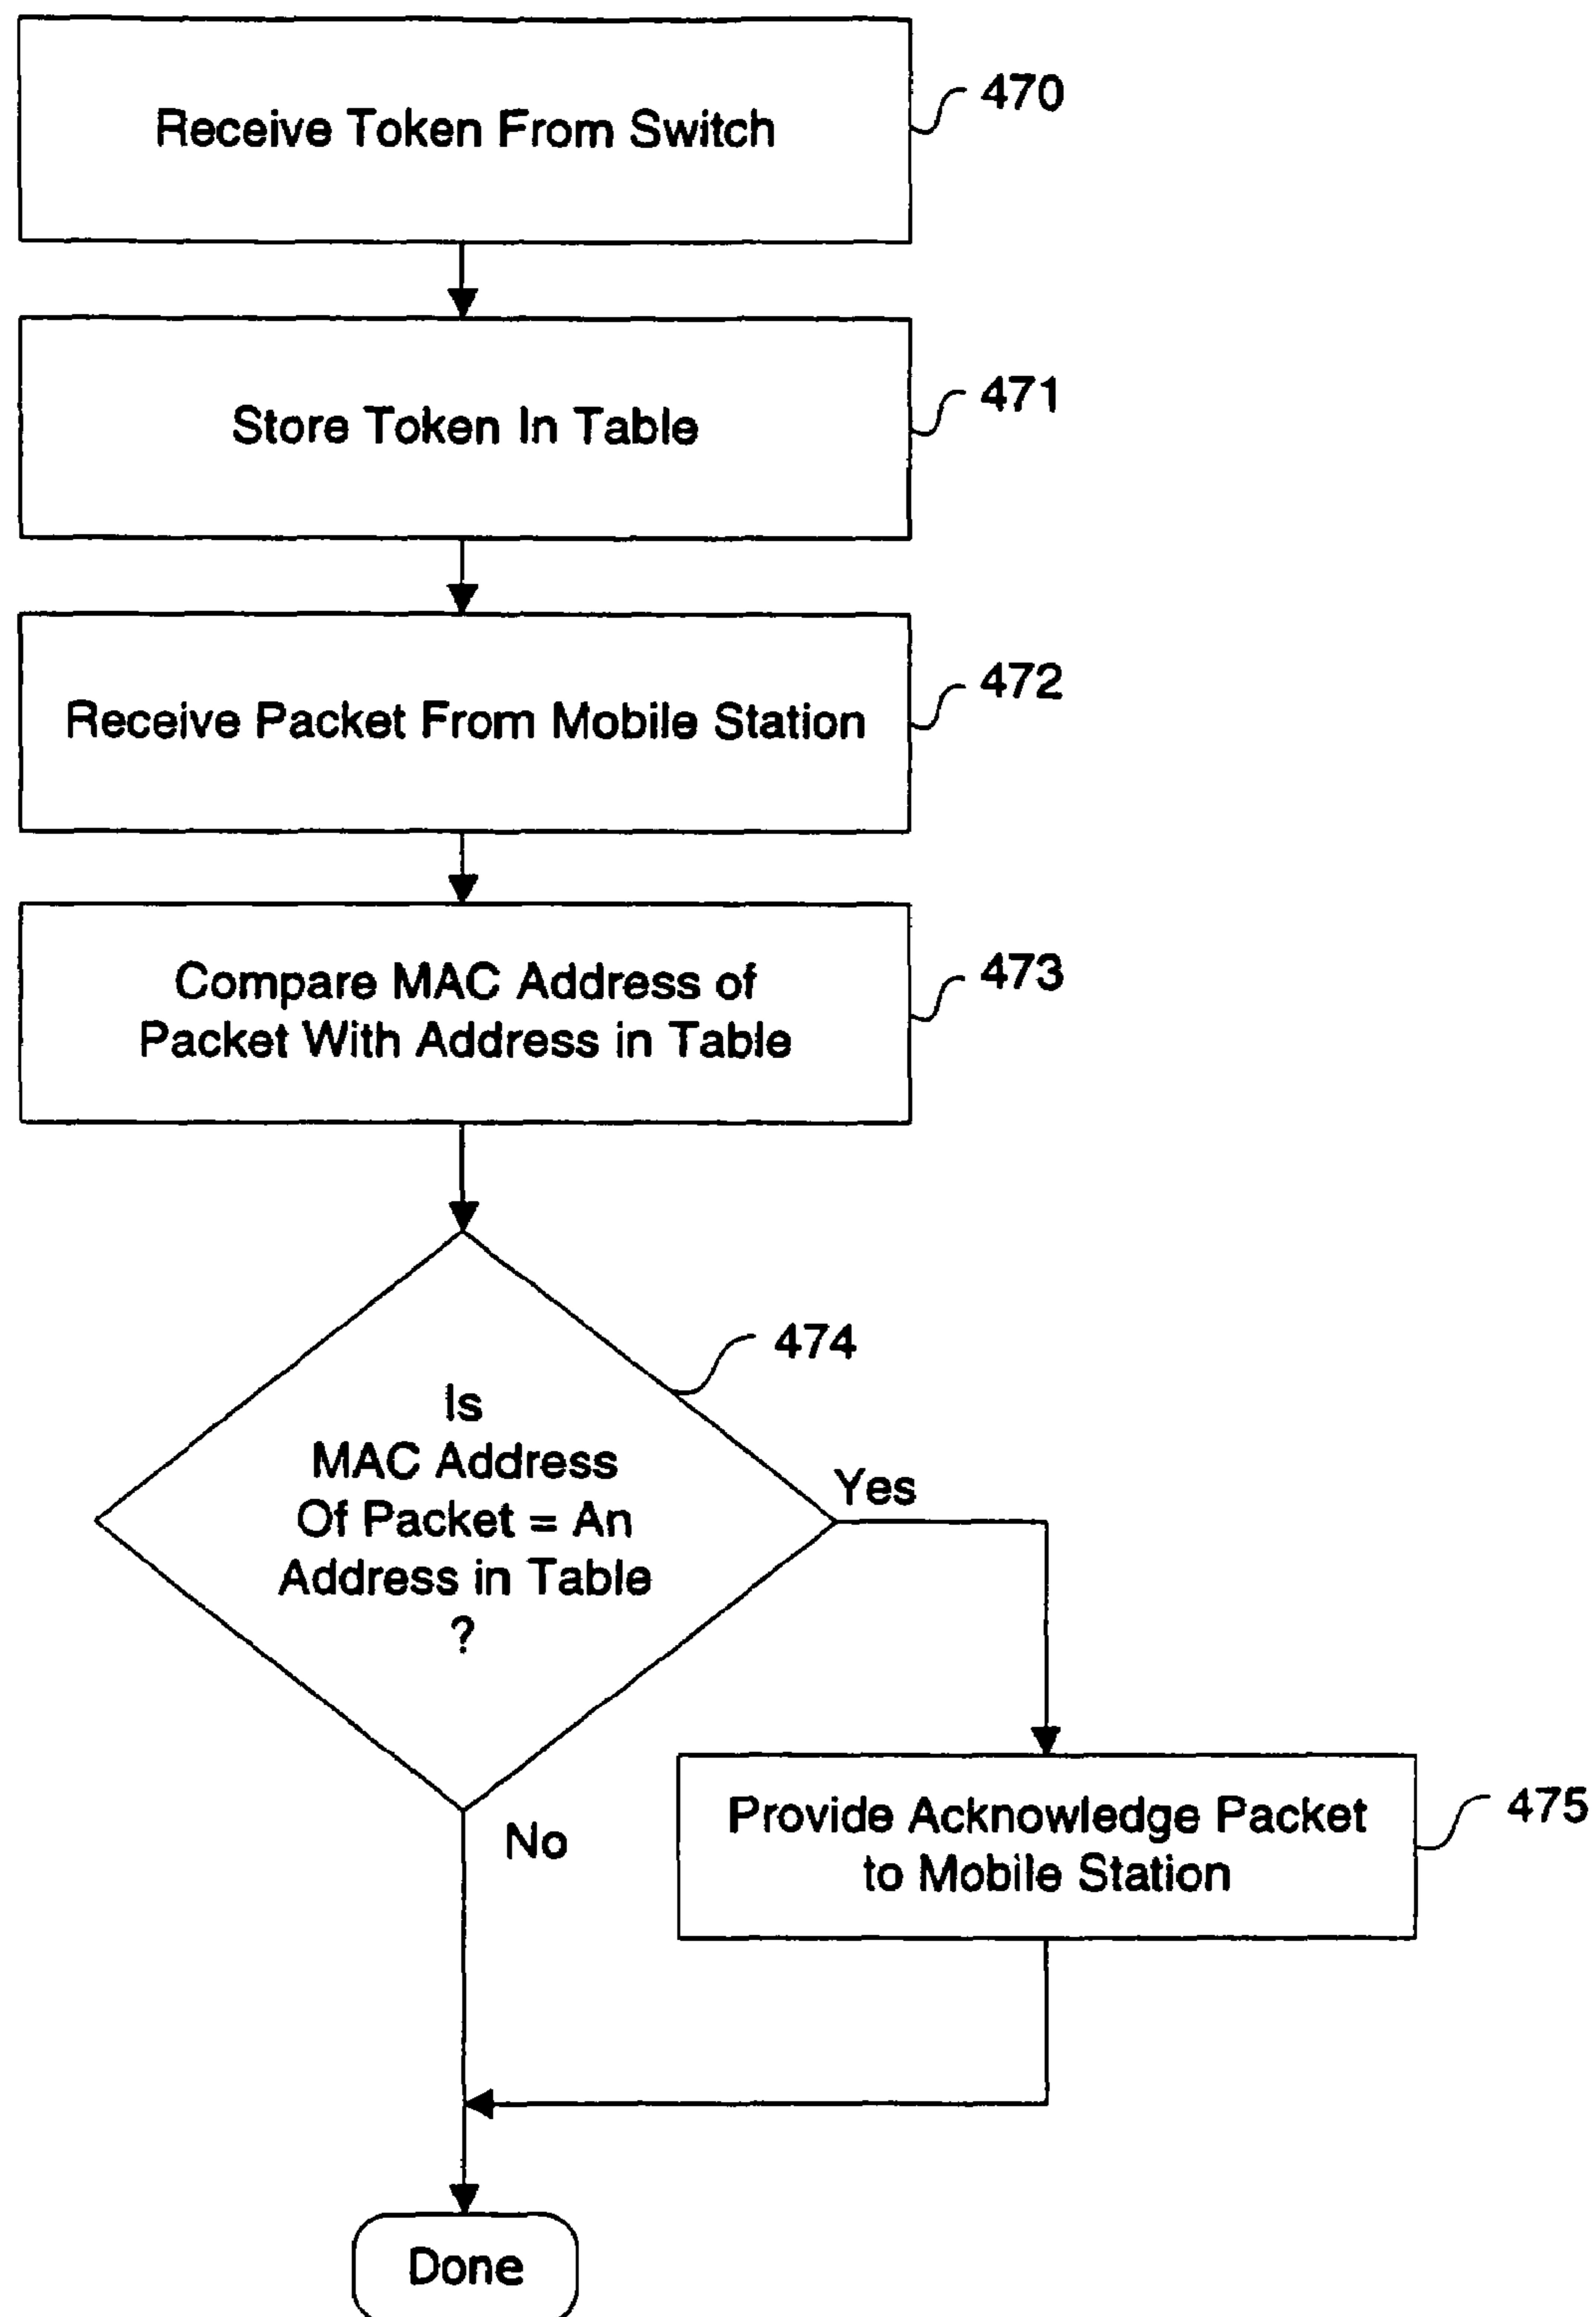 Receive Token From Switch
470
Store Token In Table
471
Receive Packet From Mobile Station
472
Compare MAC Address of
Packet With Address in Table
473
474
Is
MAC Address
Of Packet = An
Address in Table
?
Yes
No
Provide Acknowledge Packet
to Mobile Station
475
Done